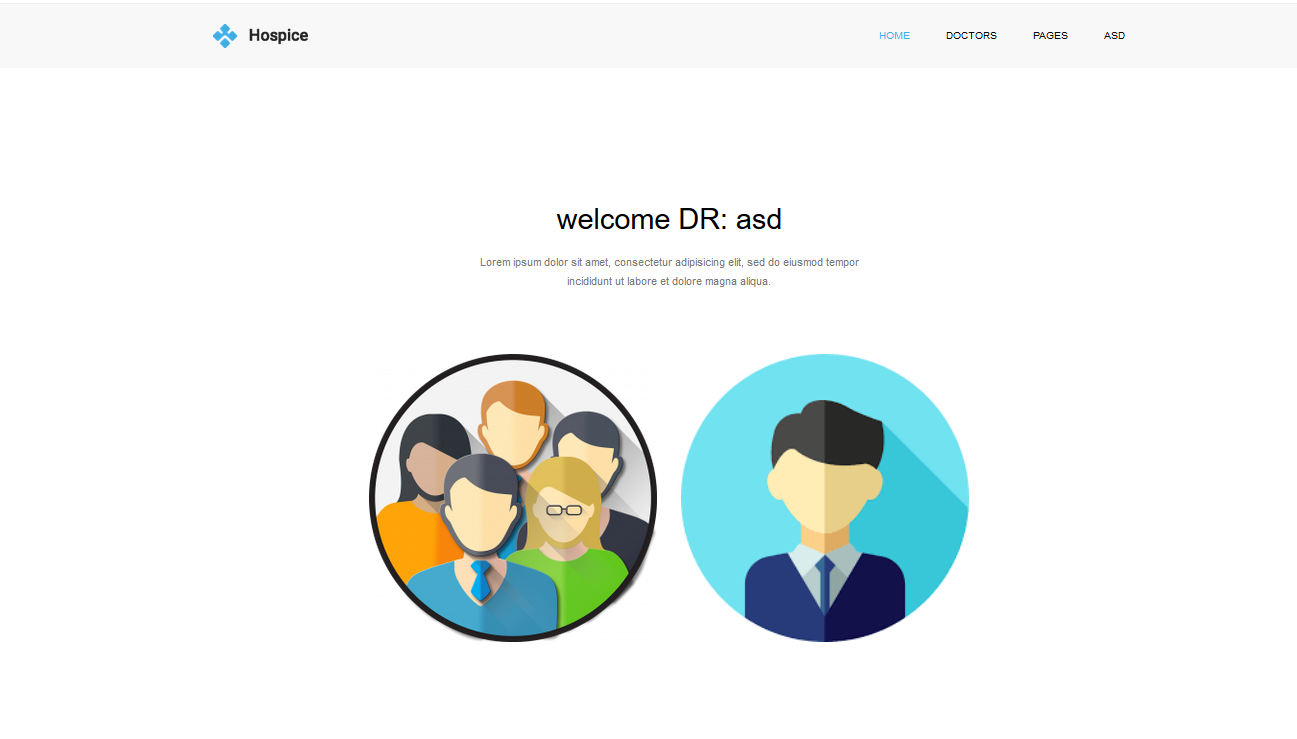 Hospice
HOME DOCTORS PAGES ASD
welcome DR: asd
Lorem ipsum dolor sit amet, consectetur adipisicing elit, sed do eiusmod tempor
incididunt ut labore et dolore magna aliqua.